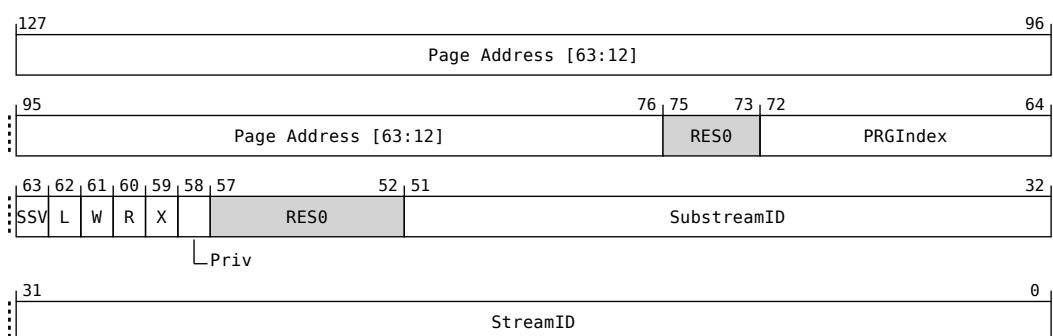 127 96
Page Address [63:12]
95 76 75 73 72 64
Page Address [63:12] RES0 PRGIndex
63 62 61 60 59 58 57 52 51 32
SSV L W R X RES0 SubstreamID
Priv
31 0
StreamID